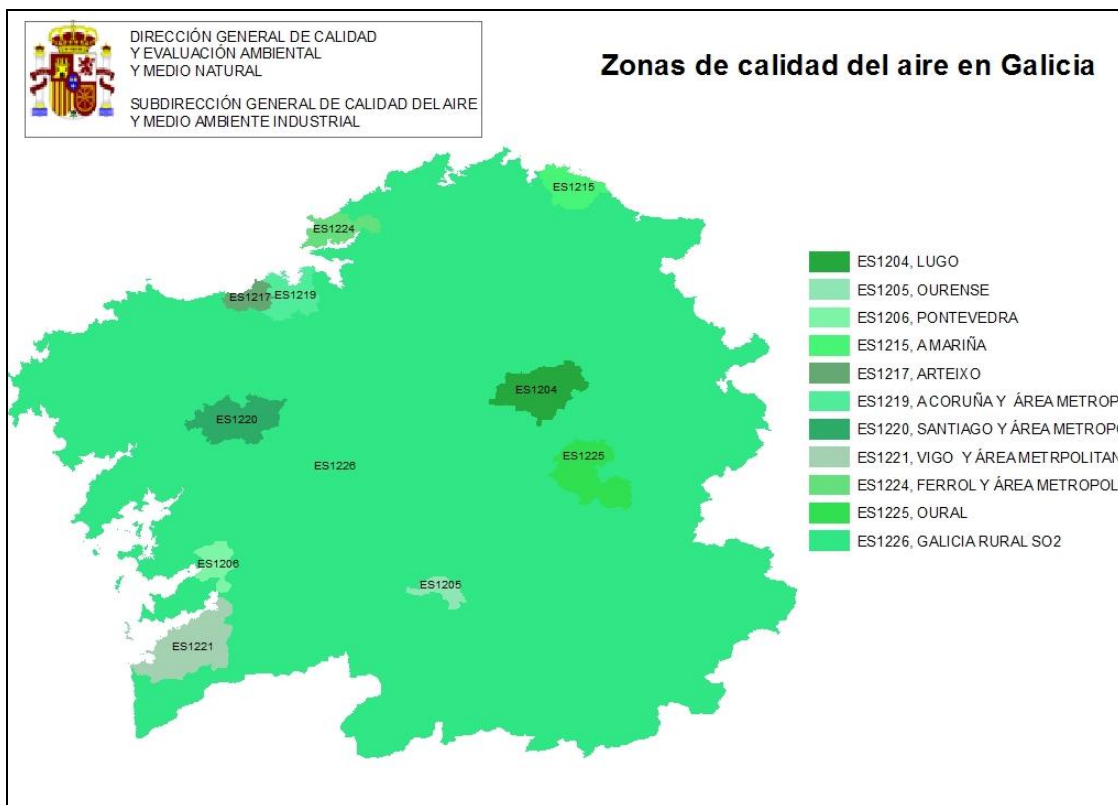 DIRECCIÓN GENERAL DE CALIDAD
Y EVALUACIÓN AMBIENTAL
Y MEDIO NATURAL
SUBDIRECCIÓN GENERAL DE CALIDAD DEL AIRE
Y MEDIO AMBIENTE INDUSTRIAL
Zonas de calidad del aire en Galicia
ES1215
ES1224
ES1217
ES1219
ES1204
ES1220
ES1225
ES1226
ES1206
ES1205
ES1221
ES1204, LUGO
ES1205, OURENSE
ES1206, PONTEVEDRA
ES1215, A MARIÑA
ES1217, ARTEIXO
ES1219, A CORUÑA Y ÁREA METROP
ES1220, SANTIAGO Y ÁREA METROPO
ES1221, VIGO Y ÁREA METRPOLITAN
ES1224, FERROL Y ÁREA METROPOL
ES1225, OURAL
ES1226, GALICIA RURAL SO2